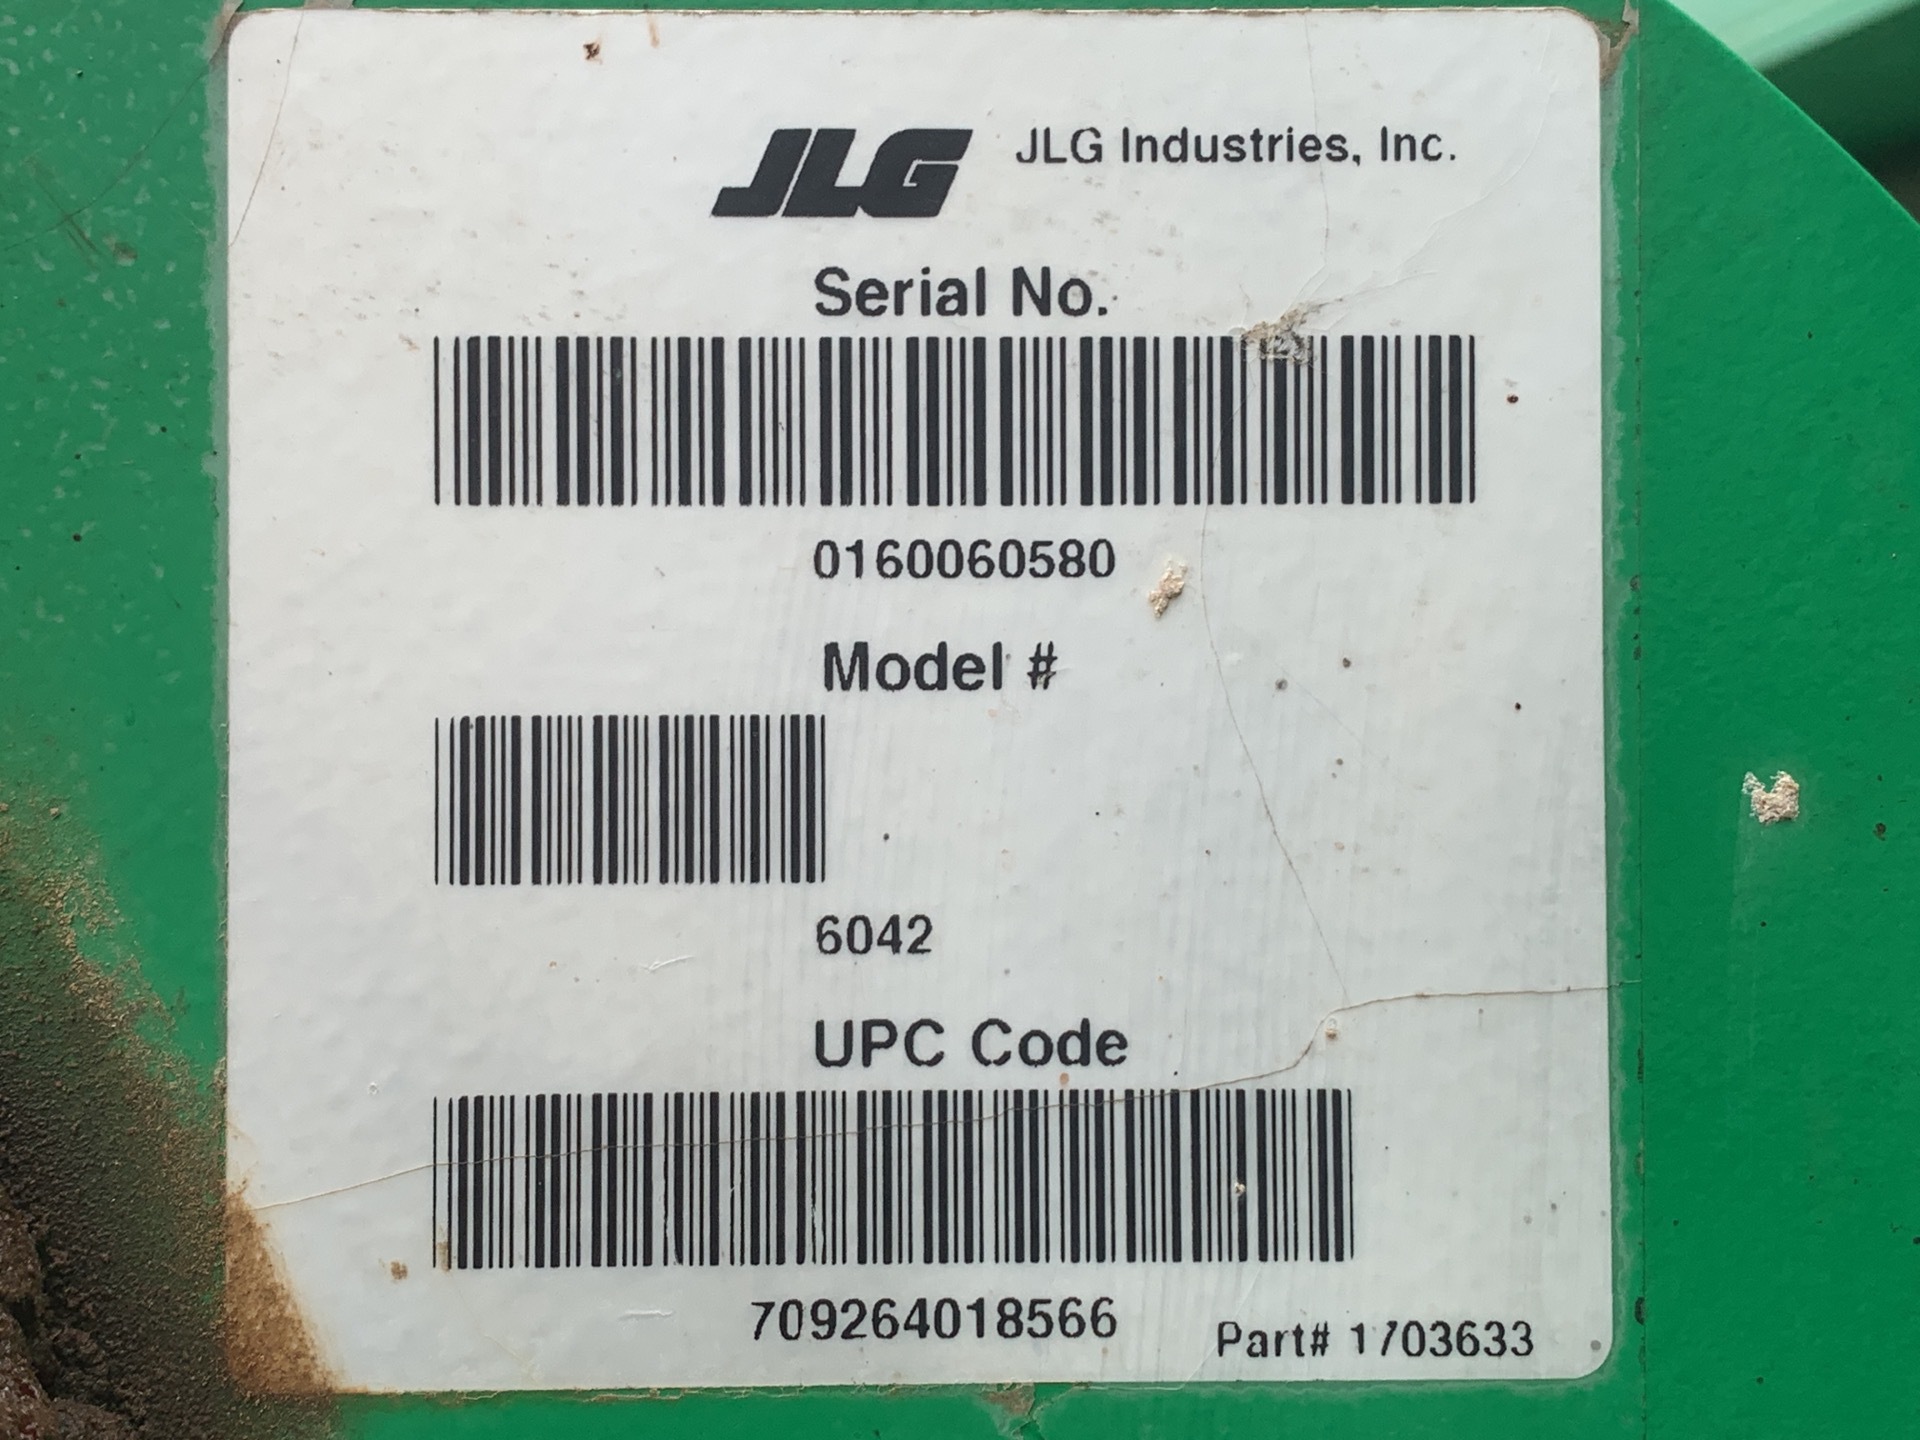 JLG JLG Industries, Inc.
Serial No.
0160060580
Model #
6042
UPC Code
709264018566
Part# 1703633